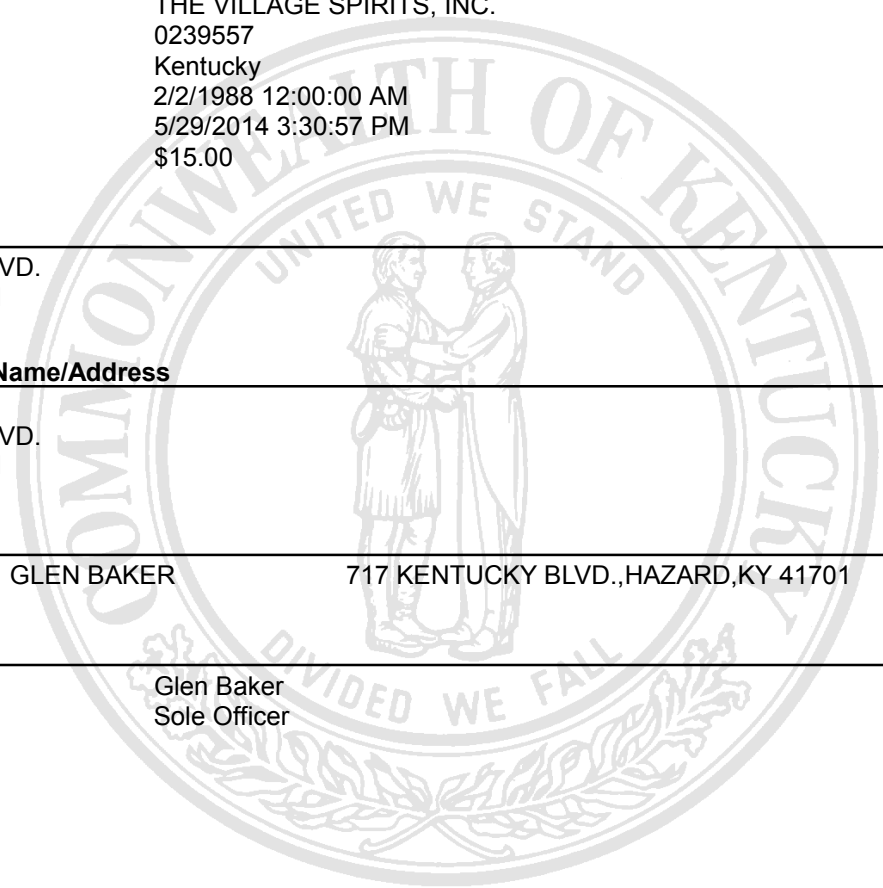 THE VILLAGE SPIRITS, INC.
0239557
Kentucky
2/2/1988 12:00:00 AM
5/29/2014 3:30:57 PM
$15.00
COMMONWEALTH OF KENTUCKY
UNITED WE STAND
VD.
Name/Address
VD.
GLEN BAKER 717 KENTUCKY BLVD.,HAZARD,KY 41701
DIVIDED WE FALL
Glen Baker
Sole Officer